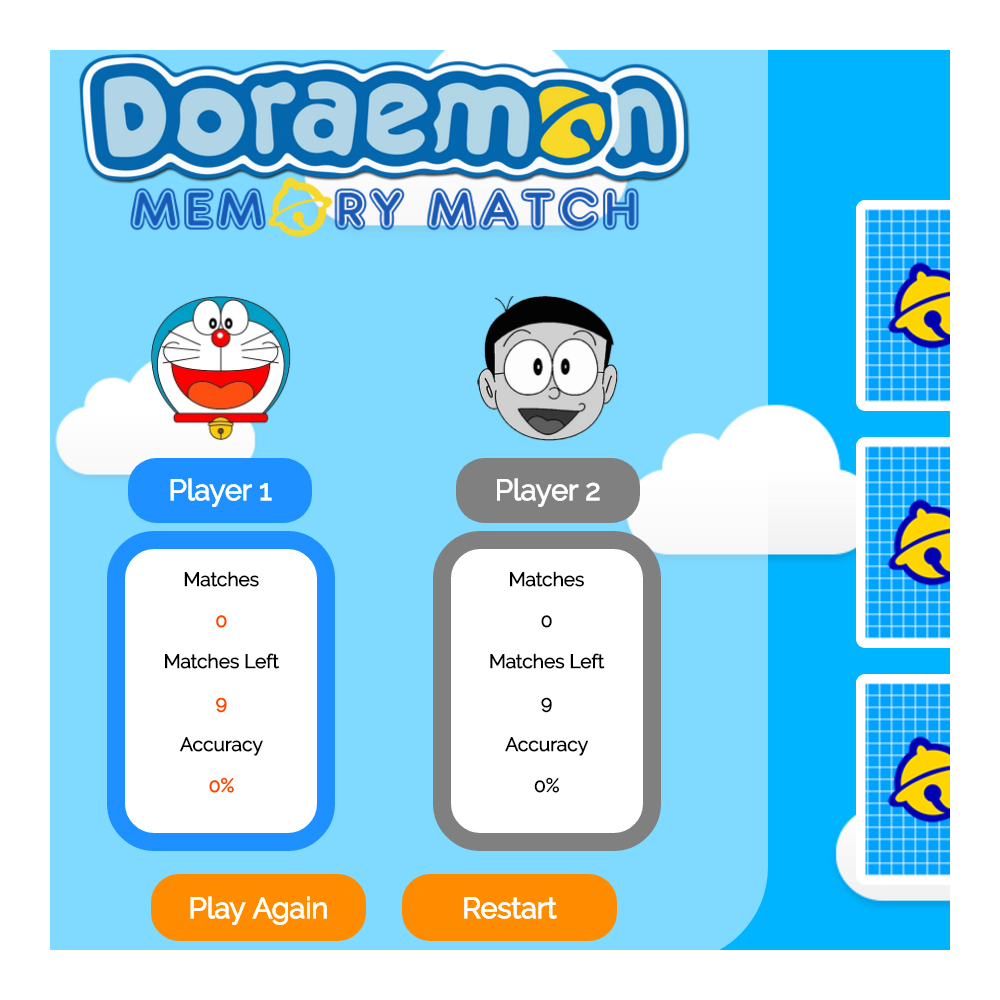 Doraemon
MEMORY MATCH
Player 1
Player 2
Matches
0
Matches Left
9
Accuracy
0%
Matches
0
Matches Left
9
Accuracy
0%
Play Again
Restart